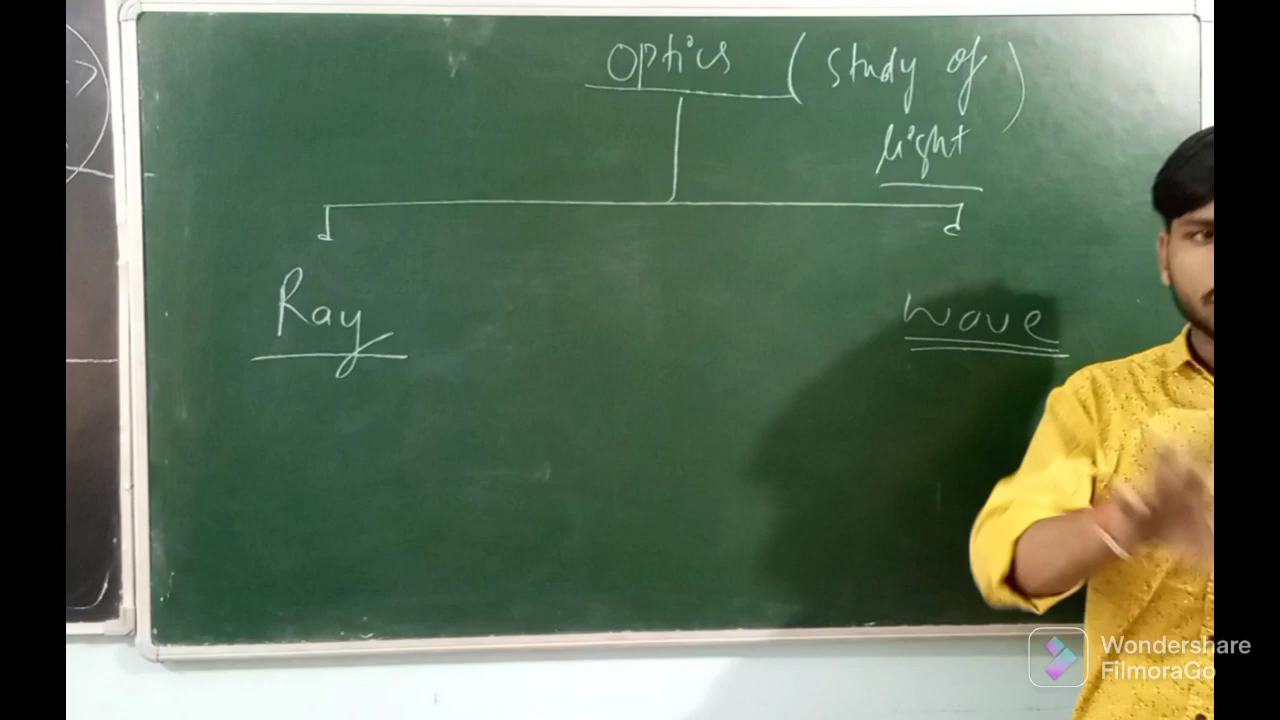 Optics (Study of
light)
Ray
Wave
Wondershare
FilmoraGo